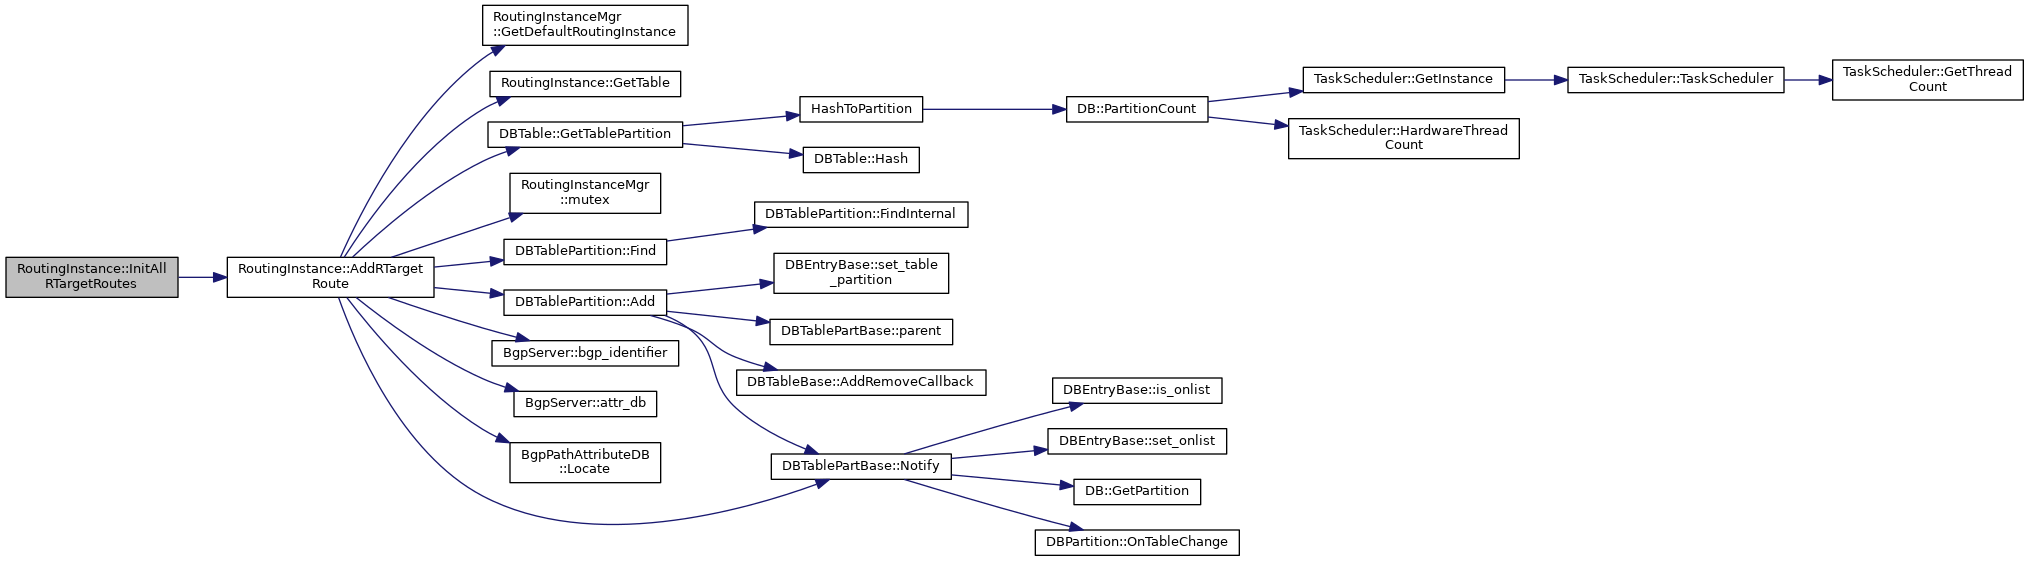 RoutingInstance::InitAll
RTargetRoutes
RoutingInstance::AddRTarget
Route
RoutingInstanceMgr
::GetDefaultRoutingInstance
RoutingInstance::GetTable
DBTable::GetTablePartition
RoutingInstanceMgr
::mutex
DBTablePartition::Find
DBTablePartition::Add
BgpServer::bgp_identifier
BgpServer::attr_db
BgpPathAttributeDB
::Locate
HashToPartition
DBTable::Hash
DBTablePartition::FindInternal
DBEntryBase::set_table
_partition
DBTablePartBase::parent
DBTableBase::AddRemoveCallback
DBTablePartBase::Notify
DB::PartitionCount
DBEntryBase::is_onlist
DBEntryBase::set_onlist
DB::GetPartition
DBPartition::OnTableChange
TaskScheduler::GetInstance
TaskScheduler::HardwareThread
Count
TaskScheduler::TaskScheduler
TaskScheduler::GetThread
Count